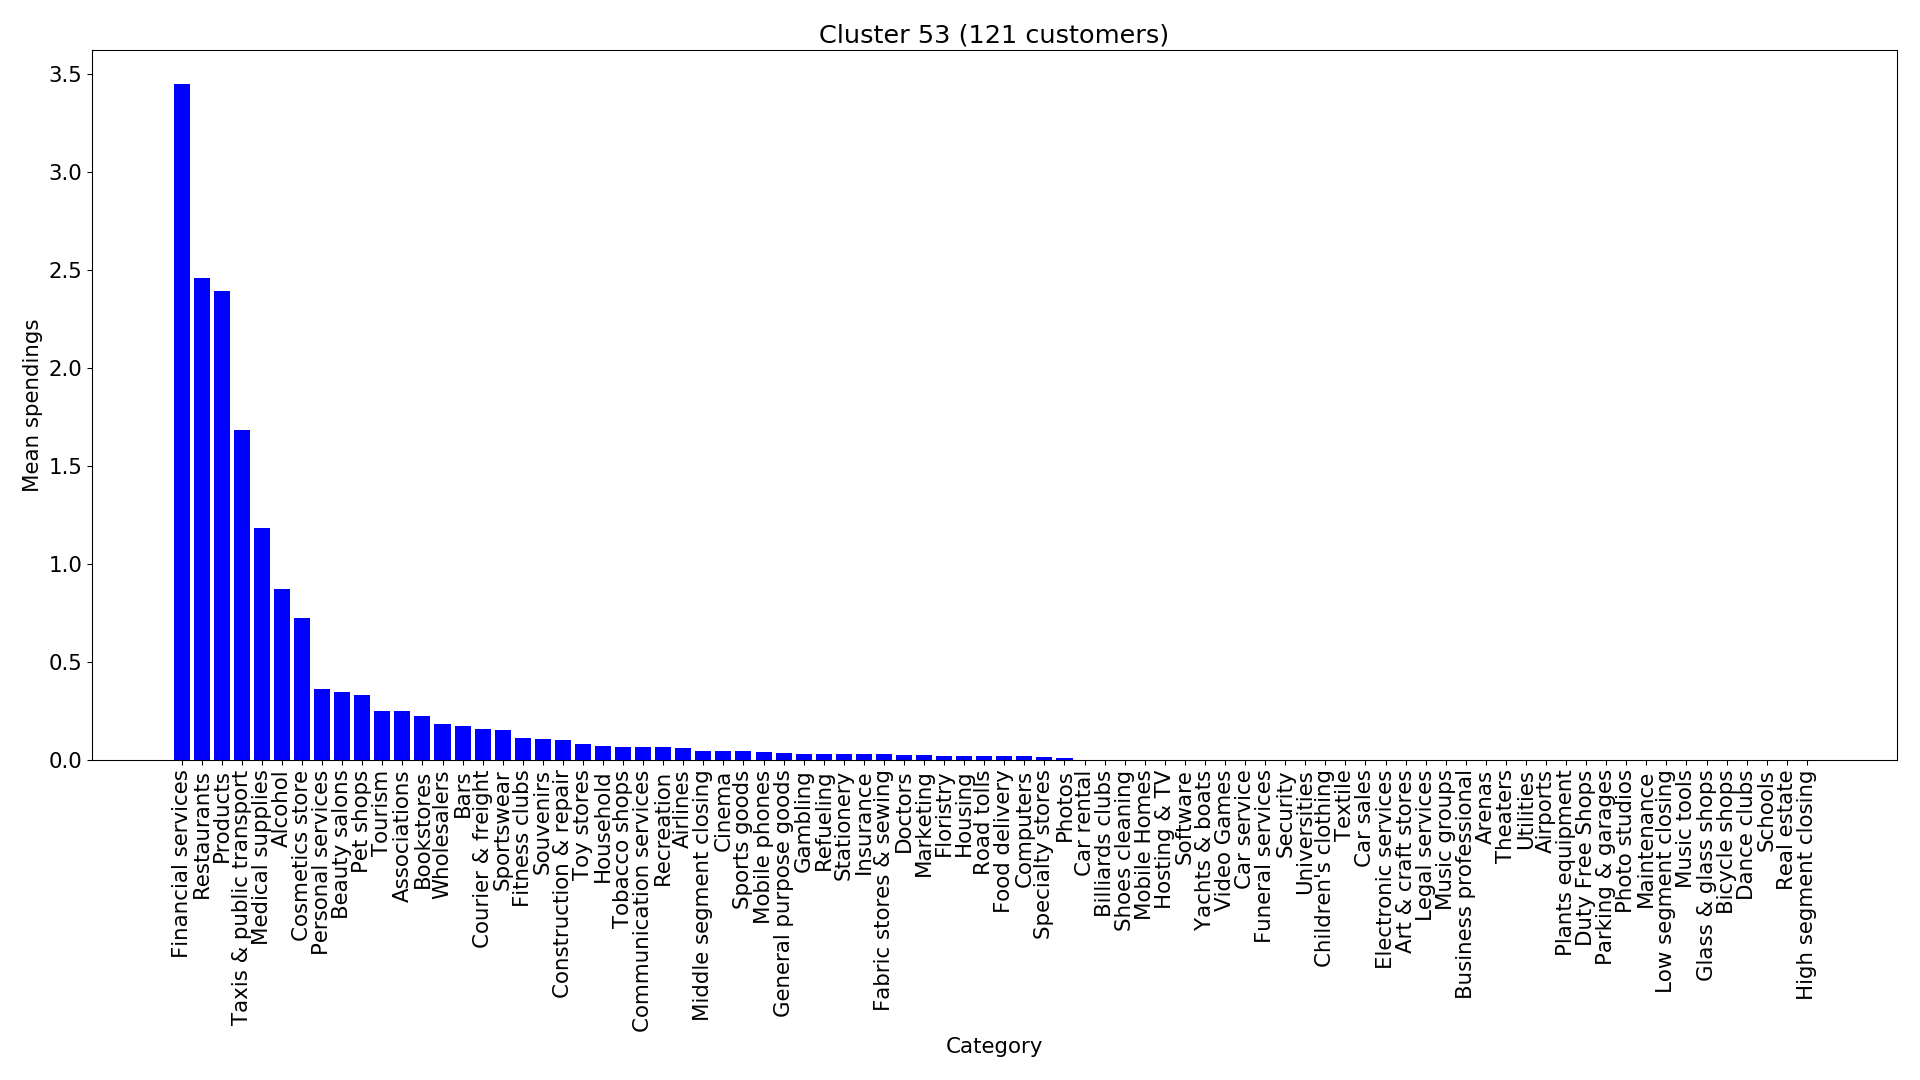 Cluster 53 (121 customers)
3.5
3.0
2.5
2.0
1.5
1.0
0.5
0.0
Mean spendings
Financial services
Restaurants
Products
Taxis & public transport
Medical supplies
Alcohol
Cosmetics store
Personal services
Beauty salons
Pet shops
Tourism
Associations
Bookstores
Wholesalers
Bars
Courier & freight
Sportswear
Fitness clubs
Souvenirs
Construction & repair
Toy stores
Household
Tobacco shops
Communication services
Recreation
Airlines
Middle segment closing
Cinema
Sports goods
Mobile phones
General purpose goods
Gambling
Refueling
Stationery
Insurance
Fabric stores & sewing
Doctors
Marketing
Floristry
Housing
Road tolls
Food delivery
Computers
Specialty stores
Photos
Car rental
Billiards clubs
Shoes cleaning
Mobile Homes
Hosting & TV
Software
Yachts & boats
Video Games
Car service
Funeral services
Security
Universities
Children's clothing
Textile
Car sales
Electronic services
Art & craft stores
Legal services
Music groups
Business professional
Arenas
Theaters
Utilities
Airports
Plants equipment
Duty Free Shops
Parking & garages
Photo studios
Maintenance
Low segment closing
Music tools
Glass & glass shops
Bicycle shops
Dance clubs
Schools
Real estate
High segment closing
Category